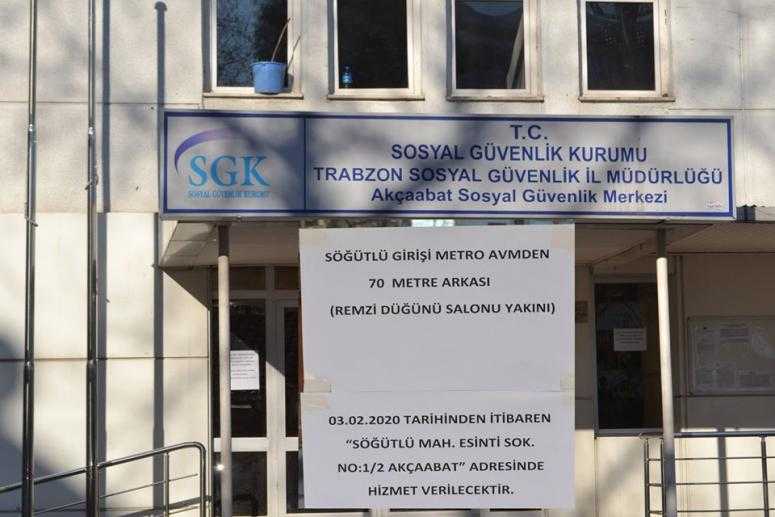 SGK
SOSYAL GÜVENLİK KURUMU
T.C.
SOSYAL GÜVENLİK KURUMU
TRABZON SOSYAL GÜVENLİK İL MÜDÜRLÜĞÜ
Akçaabat Sosyal Güvenlik Merkezi
SÖĞÜTLÜ GİRİŞİ METRO AVMDEN
70 METRE ARKASI
(REMZİ DÜĞÜNÜ SALONU YAKINI)
03.02.2020 TARİHİNDEN İTİBAREN
“SÖĞÜTLÜ MAH. ESİNTİ SOK.
NO:1/2 AKÇAABAT” ADRESİNDE
HİZMET VERİLECEKTİR.